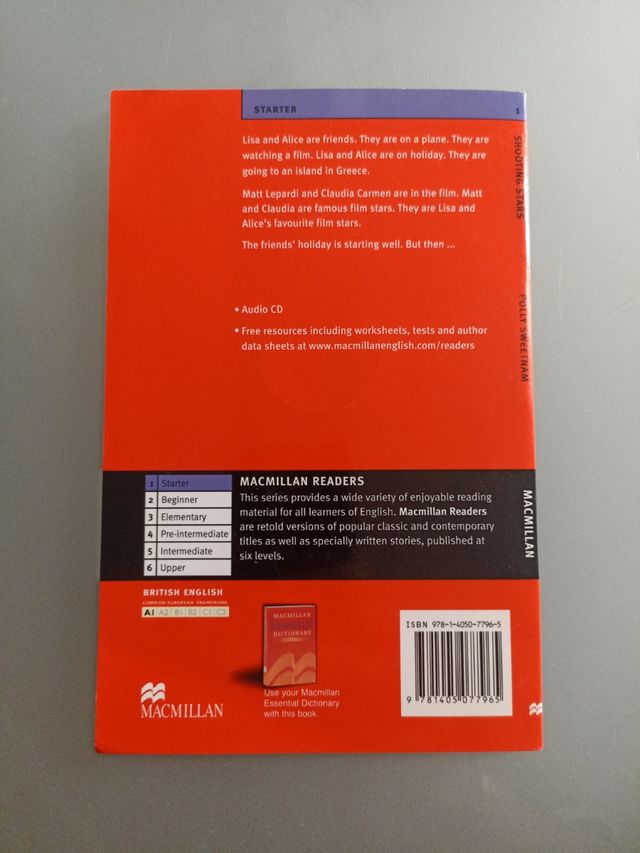 STARTER 1
Lisa and Alice are friends. They are on a plane. They are
watching a film. Lisa and Alice are on holiday. They are
going to an island in Greece.
Matt Lepardi and Claudia Carmen are in the film. Matt
and Claudia are famous film stars. They are Lisa and
Alice's favourite film stars.
The friends' holiday is starting well. But then ...
• Audio CD
• Free resources including worksheets, tests and author
data sheets at www.macmillanenglish.com/readers
SHOOTING STARS
POLLY SWEETNAM
MACMILLAN
1 Starter
2 Beginner
3 Elementary
4 Pre-intermediate
5 Intermediate
6 Upper
MACMILLAN READERS
This series provides a wide variety of enjoyable reading
material for all learners of English. Macmillan Readers
are retold versions of popular classic and contemporary
titles as well as specially written stories, published at
six levels.
BRITISH ENGLISH
COMMON EUROPEAN FRAMEWORK
A1 A2 B1 B2 C1 C2
MACMILLAN
MACMILLAN
ESSENTIAL
DICTIONARY
Use your Macmillan
Essential Dictionary
with this book.
ISBN 978-1-4050-7796-5
9 781405 077965